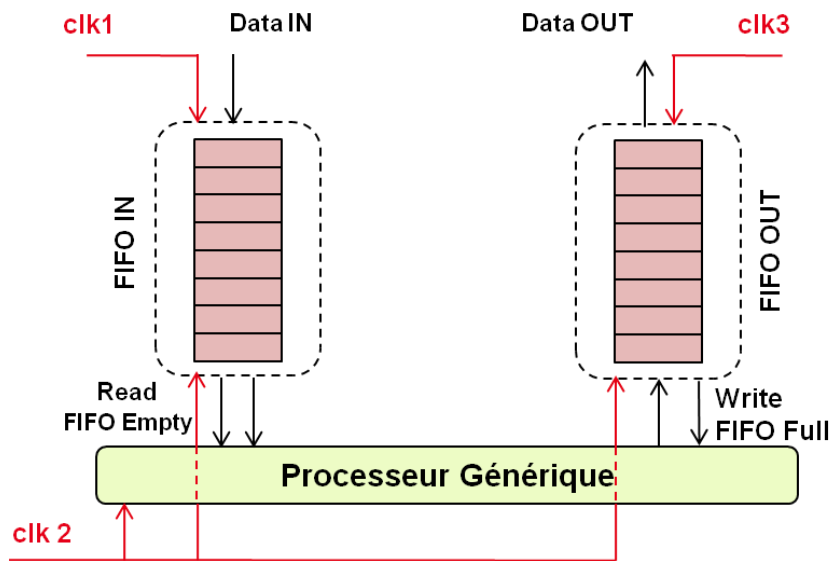 clk1
Data IN
Data OUT
clk3
FIFO IN
FIFO OUT
Read
FIFO Empty
Write
FIFO Full
Processeur Générique
clk 2